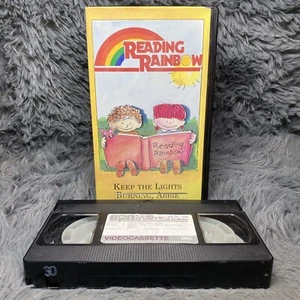 READING
RAINBOW
Reading
Rainbow
KEEP THE LIGHTS
BURNING, ABBIE
VIDEOCASSETTE
30